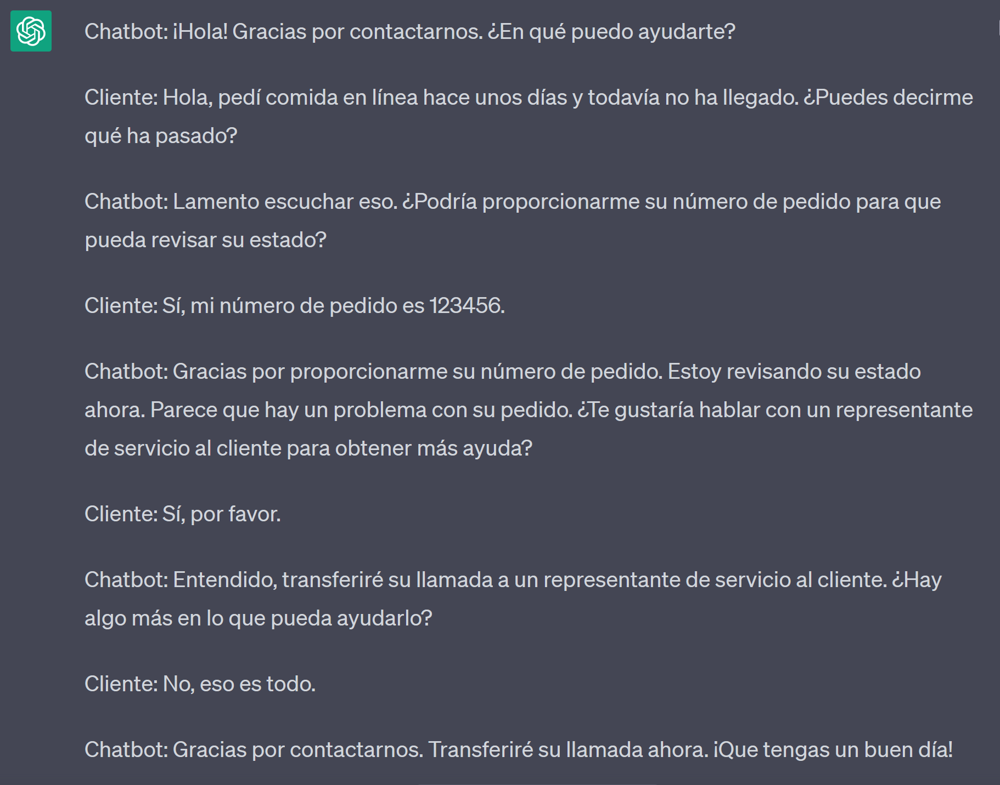 Chatbot: ¡Hola! Gracias por contactarnos. ¿En qué puedo ayudarte?
Cliente: Hola, pedí comida en línea hace unos días y todavía no ha llegado. ¿Puedes decirme
qué ha pasado?
Chatbot: Lamento escuchar eso. ¿Podría proporcionarme su número de pedido para que
pueda revisar su estado?
Cliente: Sí, mi número de pedido es 123456.
Chatbot: Gracias por proporcionarme su número de pedido. Estoy revisando su estado
ahora. Parece que hay un problema con su pedido. ¿Te gustaría hablar con un representante
de servicio al cliente para obtener más ayuda?
Cliente: Sí, por favor.
Chatbot: Entendido, transferiré su llamada a un representante de servicio al cliente. ¿Hay
algo más en lo que pueda ayudarlo?
Cliente: No, eso es todo.
Chatbot: Gracias por contactarnos. Transferiré su llamada ahora. ¡Que tengas un buen día!